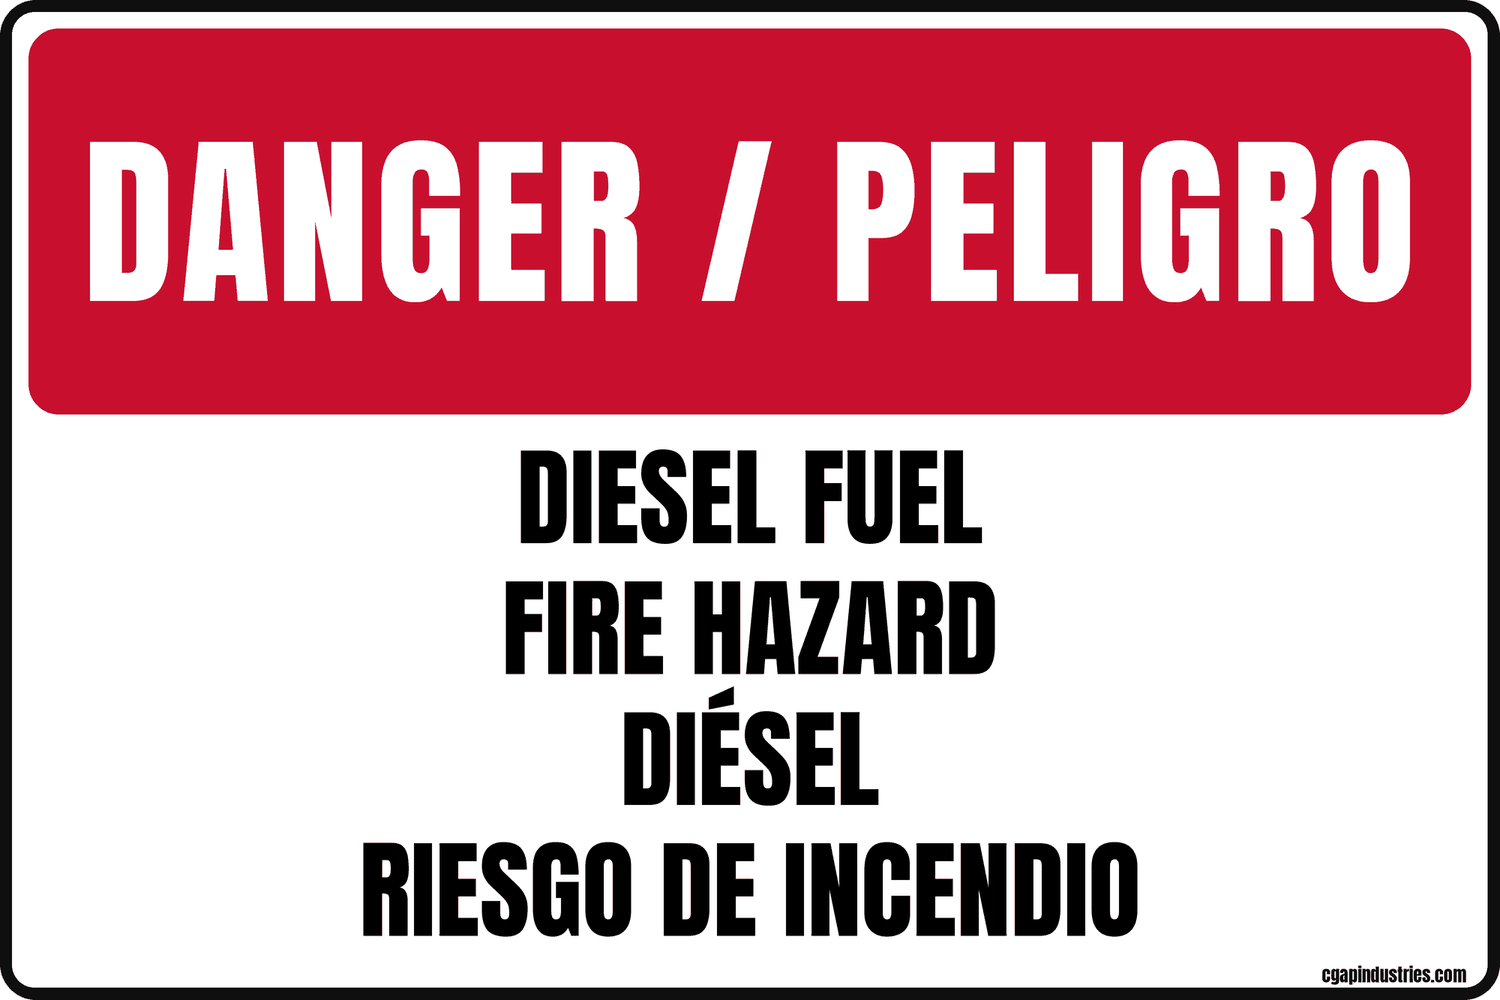 DANGER / PELIGRO
DIESEL FUEL
FIRE HAZARD
DIÉSEL
RIESGO DE INCENDIO
cgapindustries.com